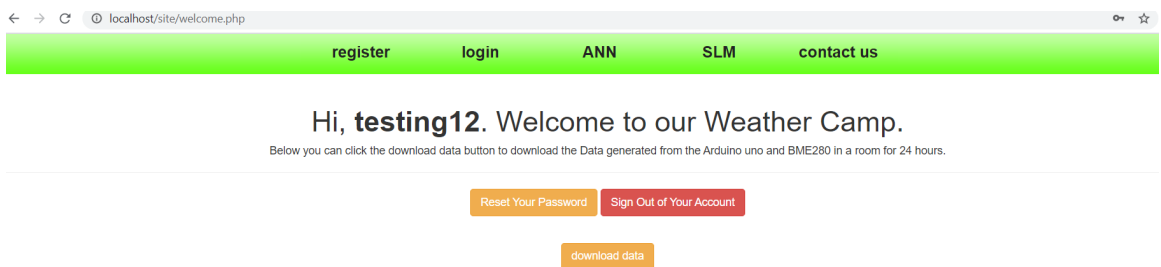 localhost/site/welcome.php
register login ANN SLM contact us
Hi, testing12. Welcome to our Weather Camp.
Below you can click the download data button to download the Data generated from the Arduino uno and BME280 in a room for 24 hours.
Reset Your Password Sign Out of Your Account
download data